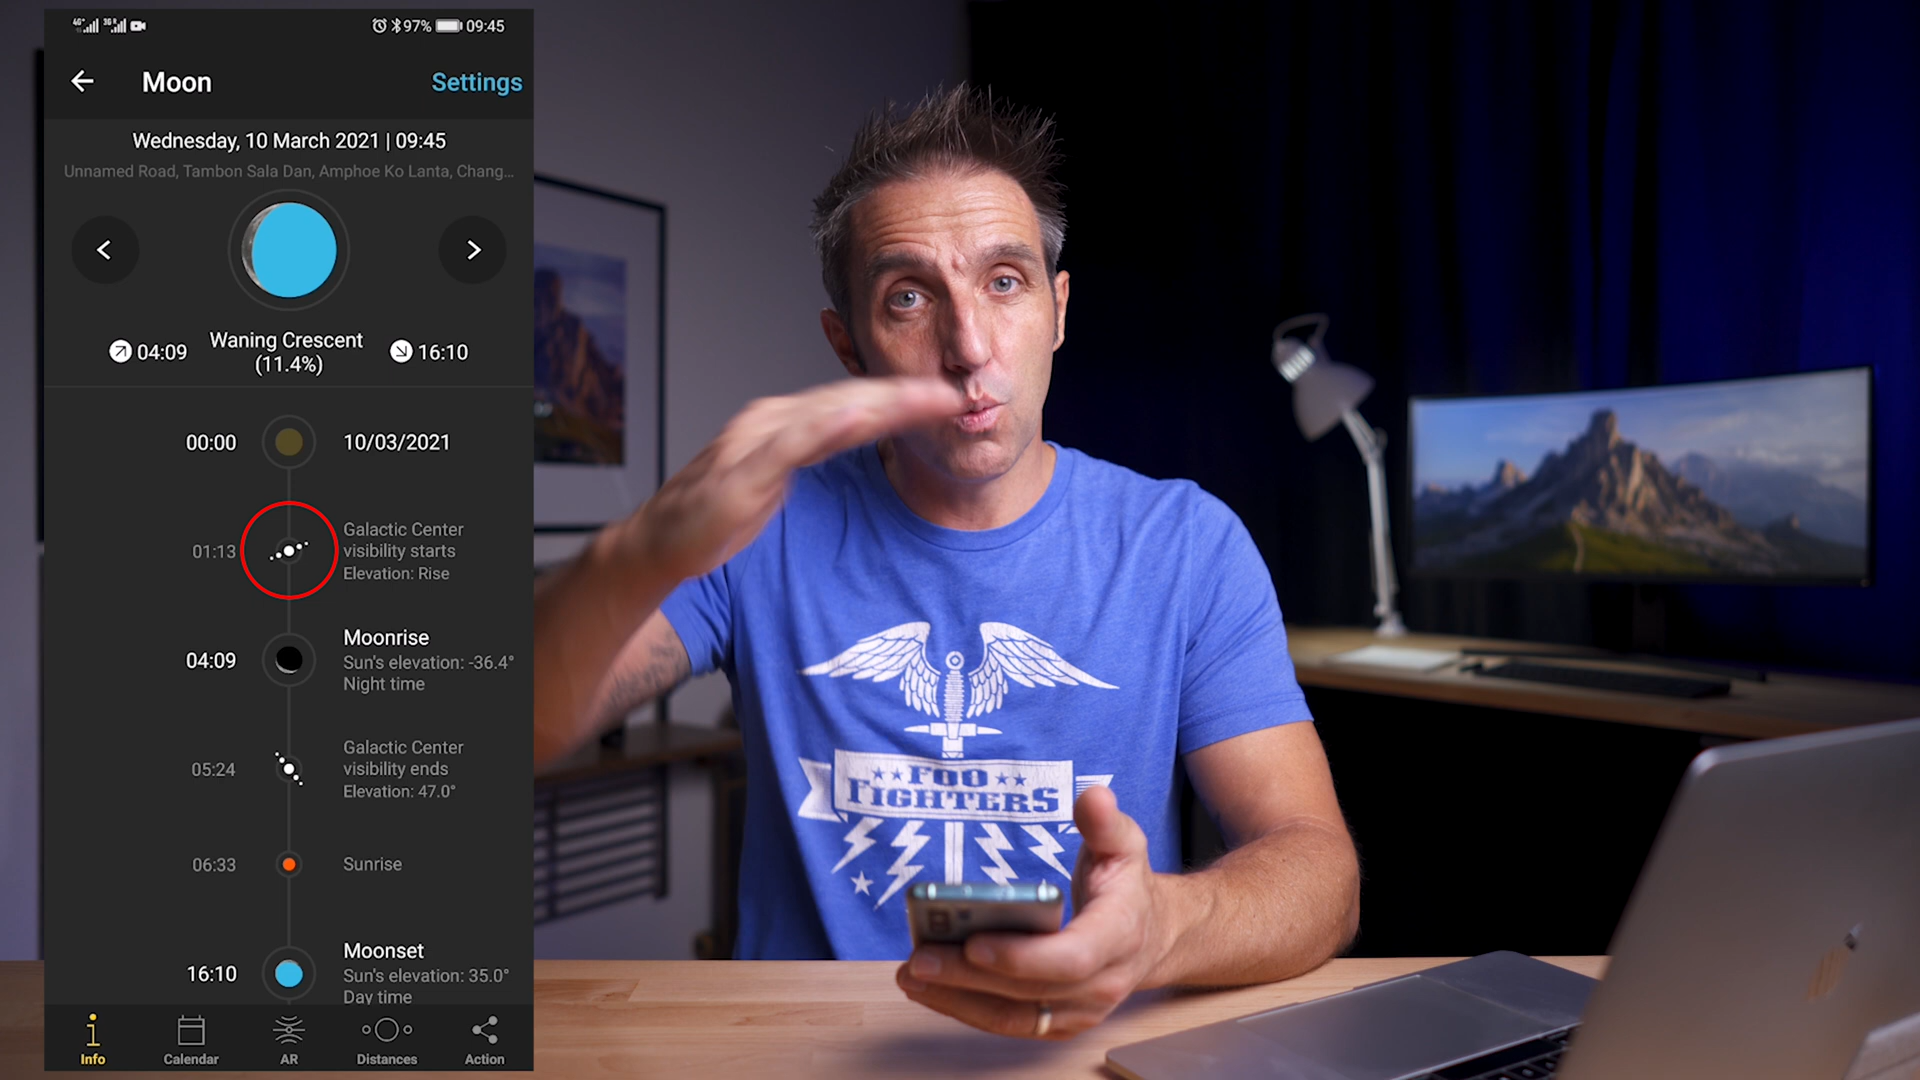 97% 09:45
Moon
Settings
Wednesday, 10 March 2021 | 09:45
Unnamed Road, Tambon Sala Dan, Amphoe Ko Lanta, Chang...
04:09
Waning Crescent
(11.4%)
16:10
00:00
10/03/2021
01:13
Galactic Center
visibility starts
Elevation: Rise
04:09
Moonrise
Sun's elevation: -36.4°
Night time
05:24
Galactic Center
visibility ends
Elevation: 47.0°
06:33
Sunrise
16:10
Moonset
Sun's elevation: 35.0°
Day time
Info
Calendar
AR
Distances
Action
FOO
FIGHTERS